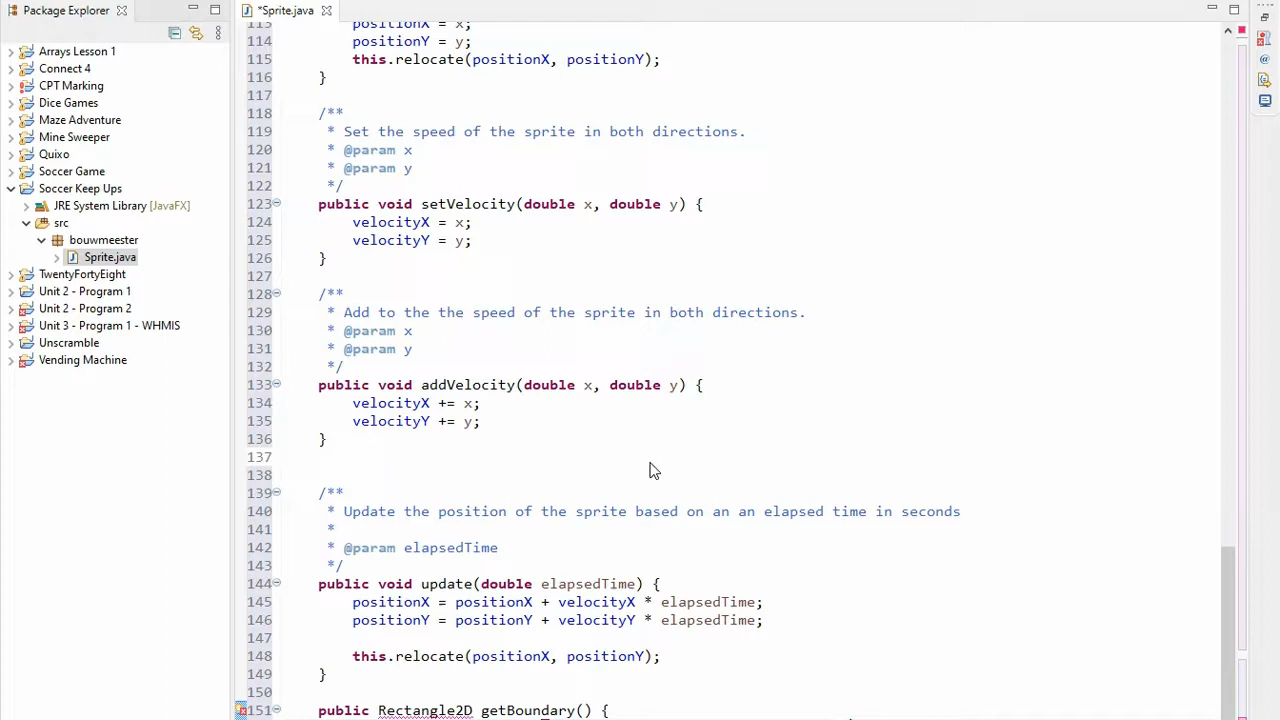 Package Explorer
*Sprite.java
Arrays Lesson 1
Connect 4
CPT Marking
Dice Games
Maze Adventure
Mine Sweeper
Quixo
Soccer Game
Soccer Keep Ups
JRE System Library [JavaFX]
src
bouwmeester
Sprite.java
TwentyFortyEight
Unit 2 - Program 1
Unit 2 - Program 2
Unit 3 - Program 1 - WHMIS
Unscramble
Vending Machine
113 positionX = x;
114 positionY = y;
115 this.relocate(positionX, positionY);
116 }
117
118 /**
119 * Set the speed of the sprite in both directions.
120 * @param x
121 * @param y
122 */
123 public void setVelocity(double x, double y) {
124 velocityX = x;
125 velocityY = y;
126 }
127
128 /**
129 * Add to the the speed of the sprite in both directions.
130 * @param x
131 * @param y
132 */
133 public void addVelocity(double x, double y) {
134 velocityX += x;
135 velocityY += y;
136 }
137
138
139 /**
140 * Update the position of the sprite based on an an elapsed time in seconds
141 *
142 * @param elapsedTime
143 */
144 public void update(double elapsedTime) {
145 positionX = positionX + velocityX * elapsedTime;
146 positionY = positionY + velocityY * elapsedTime;
147
148 this.relocate(positionX, positionY);
149 }
150
151 public Rectangle2D getBoundary() {